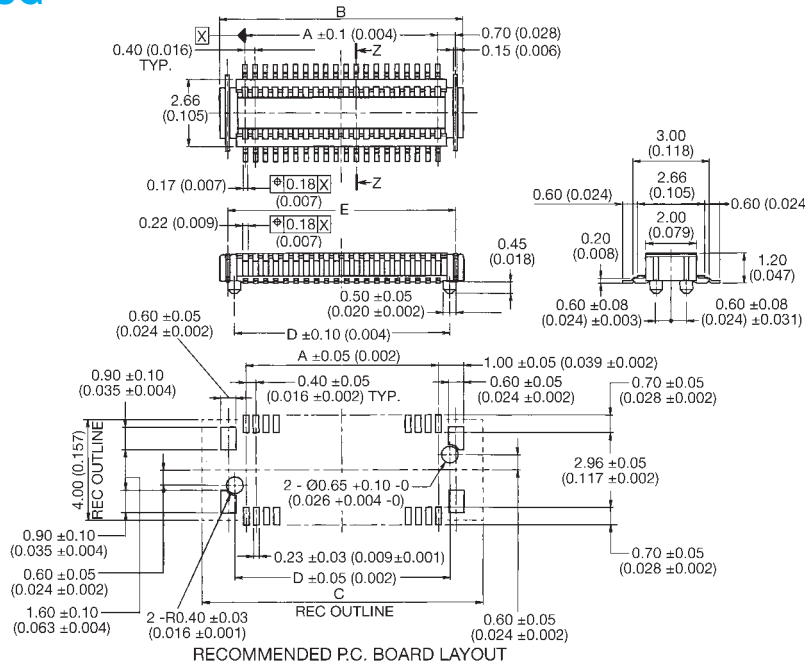 B
X
A ±0.1 (0.004)
0.70 (0.028)
0.40 (0.016)
TYP.
Z
0.15 (0.006)
2.66
(0.105)
0.17 (0.007)
⌖ 0.18 X
(0.007)
Z
E
0.22 (0.009)
⌖ 0.18 X
(0.007)
0.45
(0.018)
0.50 ±0.05
(0.020 ±0.002)
D ±0.10 (0.004)
3.00
(0.118)
0.60 (0.024)
2.66
(0.105)
0.60 (0.024
2.00
(0.079)
0.20
(0.008)
1.20
(0.047)
0.60 ±0.08
(0.024) ±0.003)
0.60 ±0.08
(0.024) ±0.031)
0.60 ±0.05
(0.024 ±0.002)
A ±0.05 (0.002)
1.00 ±0.05 (0.039 ±0.002)
0.90 ±0.10
(0.035 ±0.004)
0.40 ±0.05
(0.016 ±0.002) TYP.
0.60 ±0.05
(0.024 ±0.002)
0.70 ±0.05
(0.028 ±0.002)
4.00 (0.157)
REC OUTLINE
2 - Ø0.65 +0.10 -0
(0.026 +0.004 -0)
2.96 ±0.05
(0.117 ±0.002)
0.90 ±0.10
(0.035 ±0.004)
0.23 ±0.03 (0.009±0.001)
0.70 ±0.05
(0.028 ±0.002)
0.60 ±0.05
(0.024 ±0.002)
D ±0.05 (0.002)
C
REC OUTLINE
1.60 ±0.10
(0.063 ±0.004)
2 -R0.40 ±0.03
(0.016 ±0.001)
0.60 ±0.05
(0.024 ±0.002)
RECOMMENDED P.C. BOARD LAYOUT